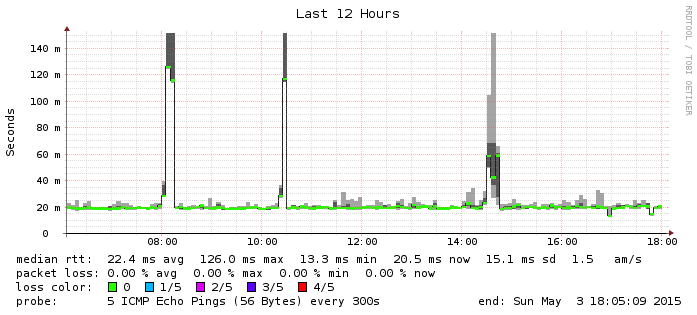 Last 12 Hours
RRDTOOL / TOBI OETIKER
Seconds
140 m
120 m
100 m
80 m
60 m
40 m
20 m
0
08:00 10:00 12:00 14:00 16:00 18:00
median rtt: 22.4 ms avg 126.0 ms max 13.3 ms min 20.5 ms now 15.1 ms sd 1.5 am/s
packet loss: 0.00 % avg 0.00 % max 0.00 % min 0.00 % now
loss color: 0 1/5 2/5 3/5 4/5
probe: 5 ICMP Echo Pings (56 Bytes) every 300s end: Sun May 3 18:05:09 2015